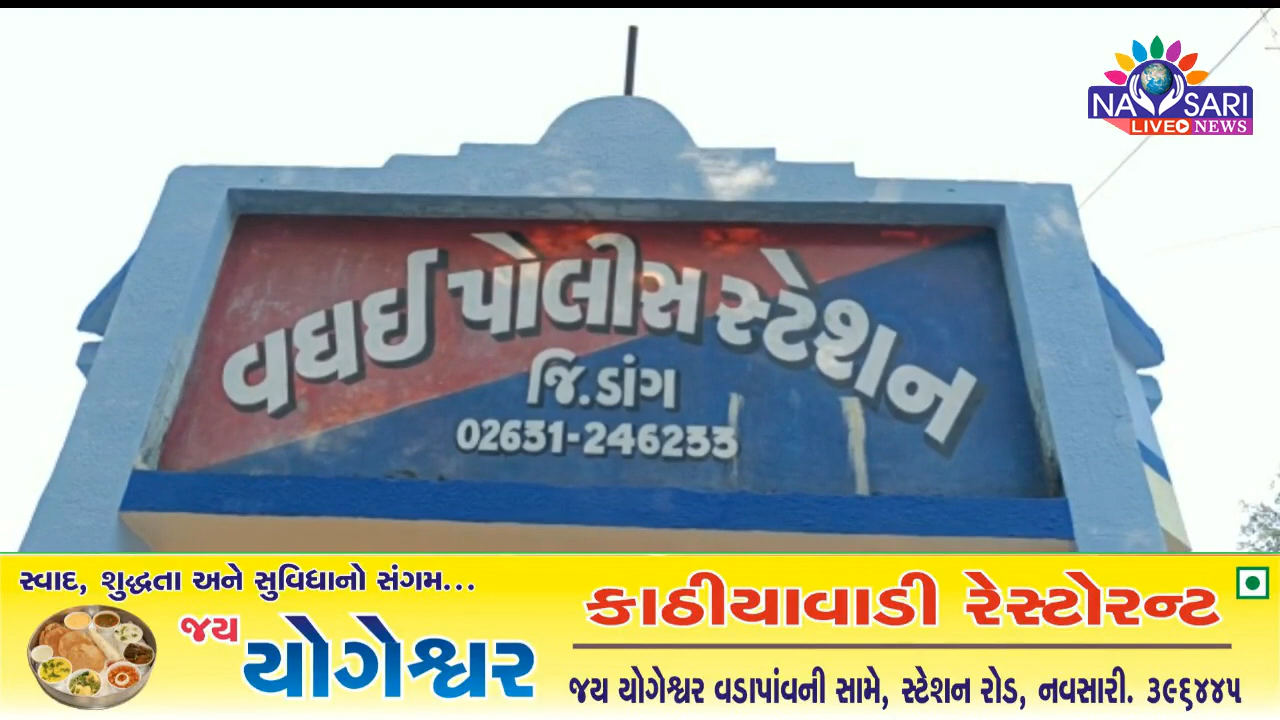 NAVSARI
LIVE NEWS
વઘઈ પોલીસ સ્ટેશન
જિ.ડાંગ
02631-246233
સ્વાદ, શુદ્ધતા અને સુવિધાનો સંગમ...
જય
યોગેશ્વર
કાઠીયાવાડી રેસ્ટોરન્ટ
જય યોગેશ્વર વડાપાંવની સામે, સ્ટેશન રોડ, નવસારી. ૩૯૬૪૪૫